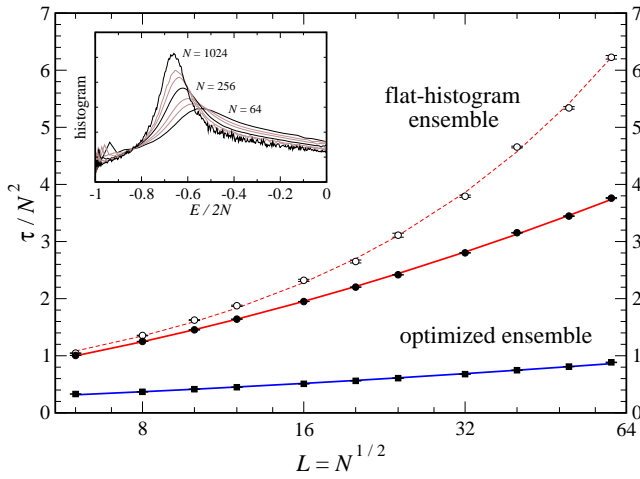 7 7
6 6
5 5
4 4
3 3
2 2
1 1
0 0
τ / N²
8 16 32 64
L = N^{1/2}
flat-histogram
ensemble
optimized ensemble
histogram
N = 1024
N = 256
N = 64
-1 -0.8 -0.6 -0.4 -0.2 0
E / 2N